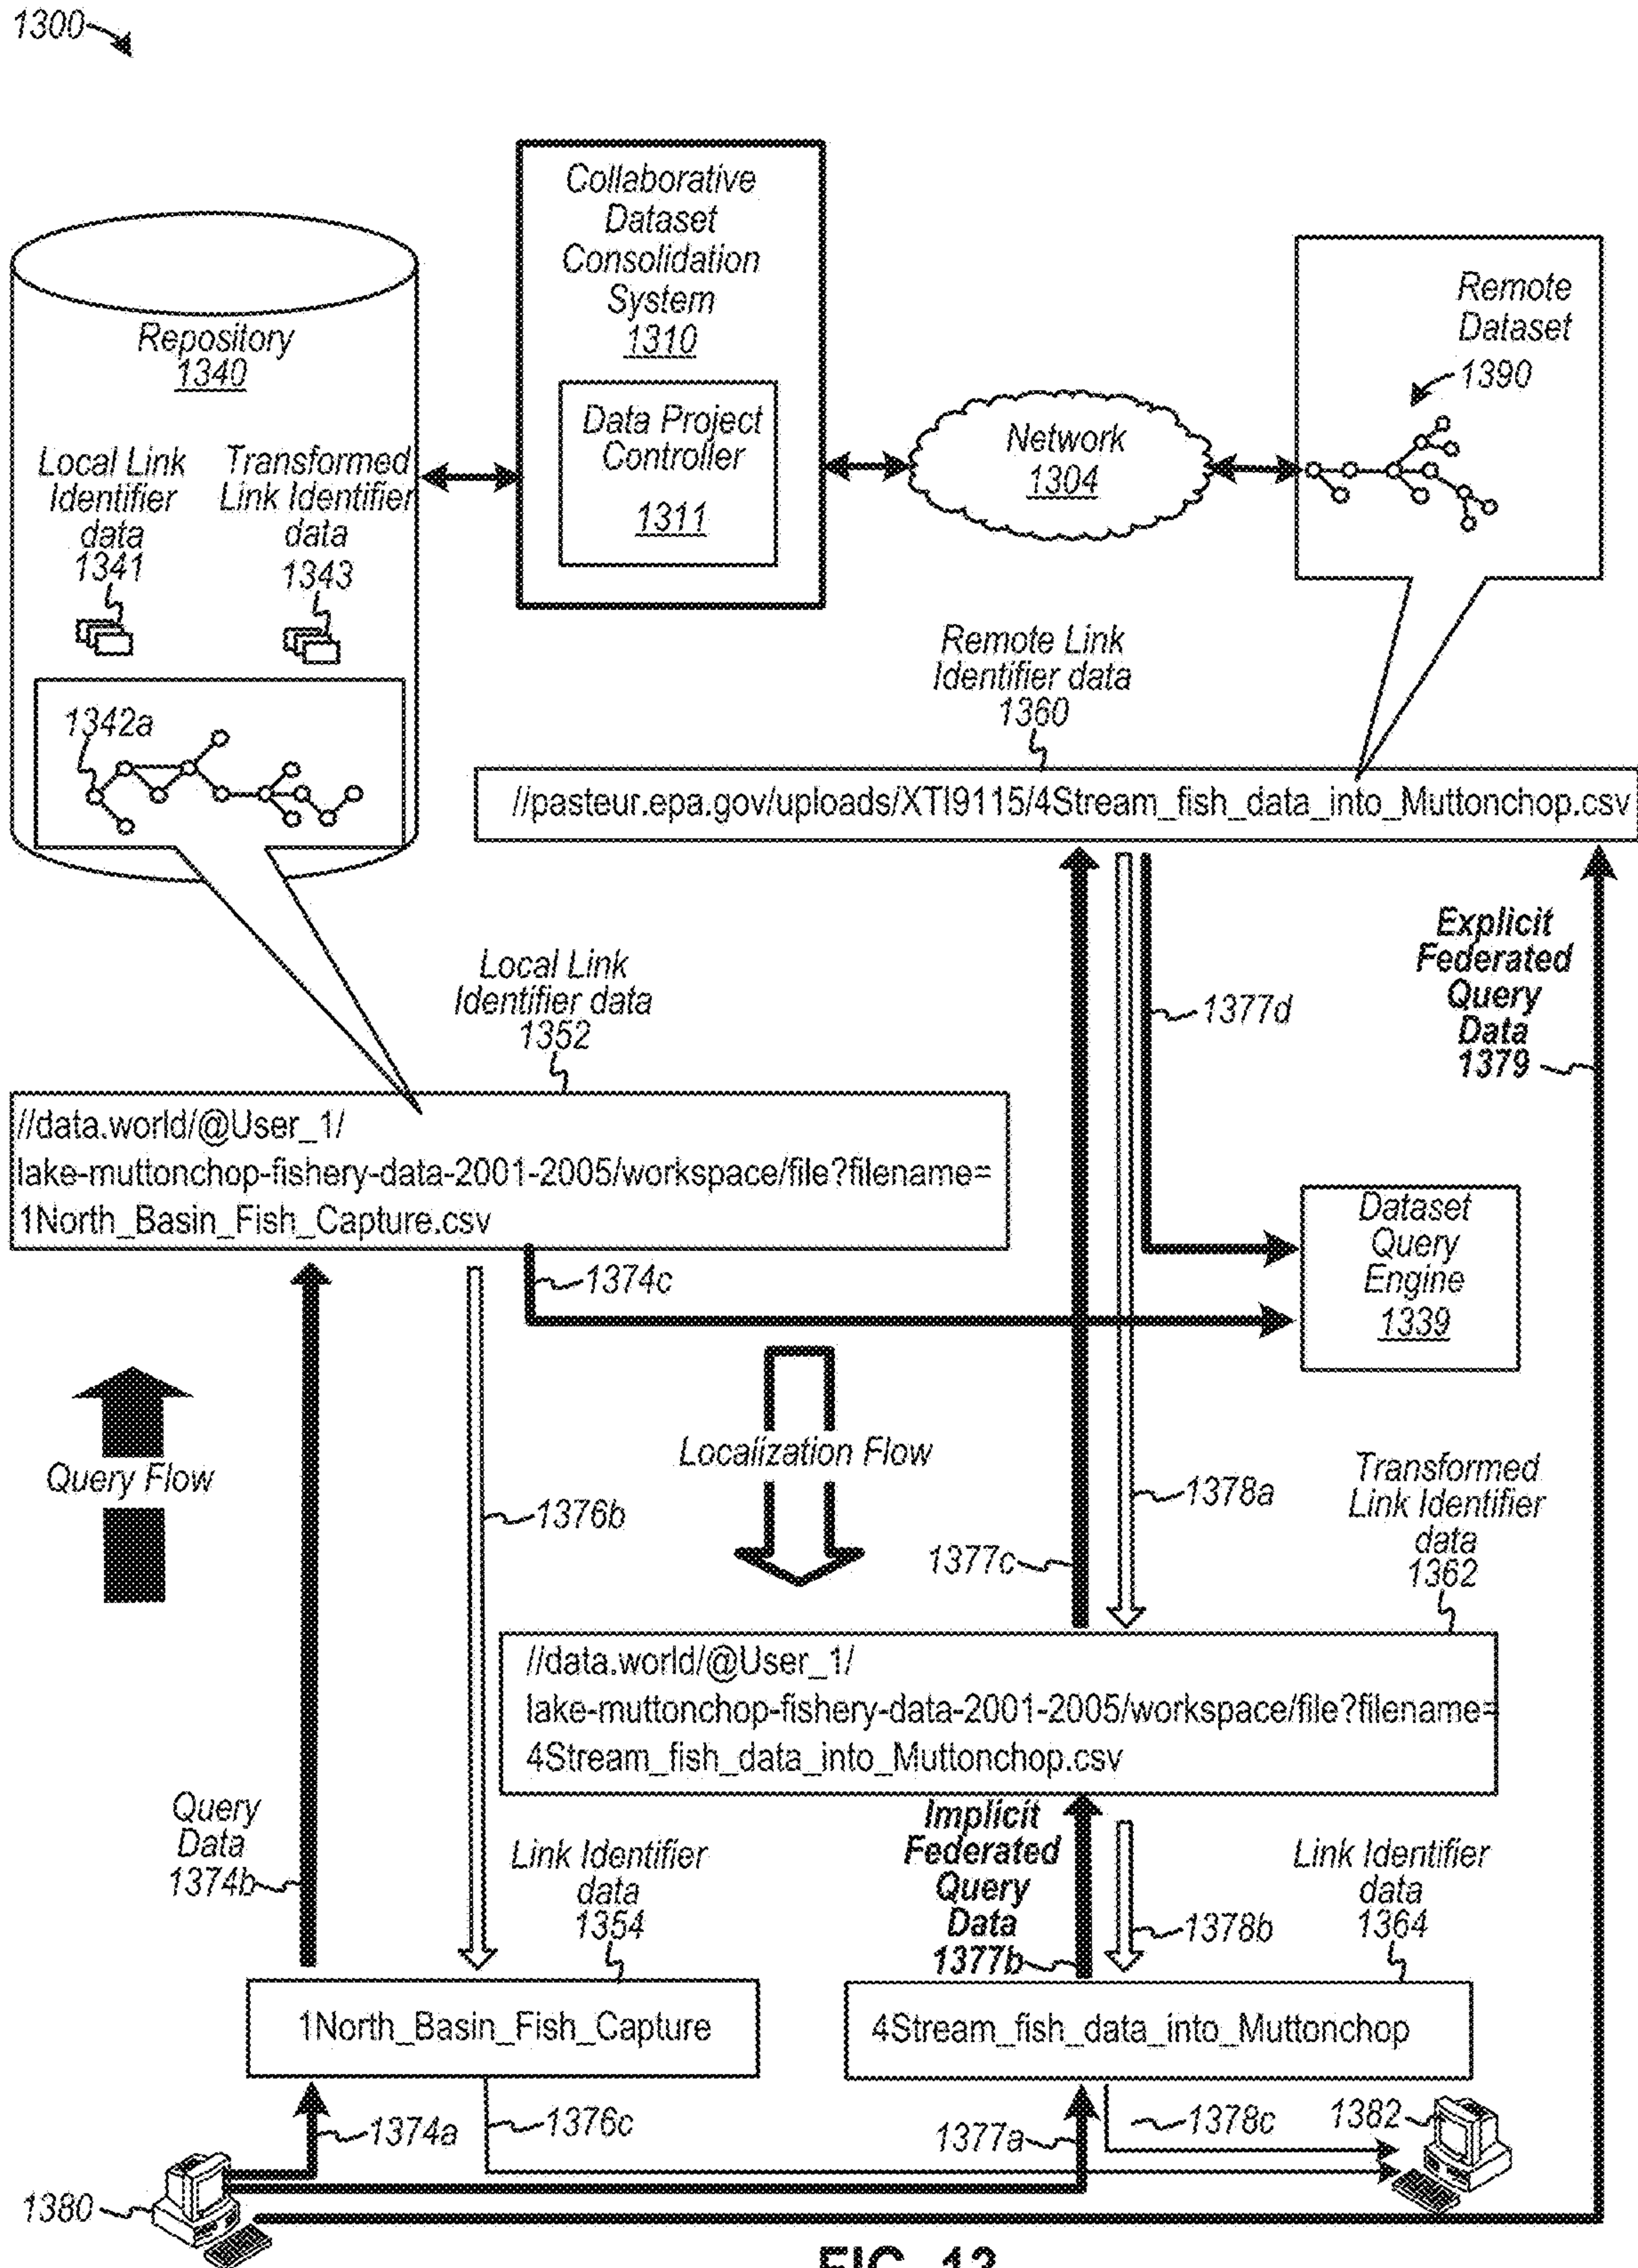 1300
Collaborative
Dataset
Consolidation
System
1310
Data Project
Controller
1311
Repository
1340
Local Link
Identifier
data
1341
Transformed
Link Identifier
data
1343
1342a
Network
1304
Remote
Dataset
1390
Remote Link
Identifier data
1360
//pasteur.epa.gov/uploads/XTI9115/4Stream_fish_data_into_Muttonchop.csv
Local Link
Identifier data
1352
//data.world/@User_1/
lake-muttonchop-fishery-data-2001-2005/workspace/file?filename=
1North_Basin_Fish_Capture.csv
1377d
Explicit
Federated
Query
Data
1379
1374c
Dataset
Query
Engine
1339
Query Flow
Localization Flow
1376b
1377c
1378a
Transformed
Link Identifier
data
1362
//data.world/@User_1/
lake-muttonchop-fishery-data-2001-2005/workspace/file?filename=
4Stream_fish_data_into_Muttonchop.csv
Query
Data
1374b
Link Identifier
data
1354
Implicit
Federated
Query
Data
1377b
1378b
Link Identifier
data
1364
1North_Basin_Fish_Capture
4Stream_fish_data_into_Muttonchop
1374a
1376c
1377a
1378c
1382
1380
FIG. 13